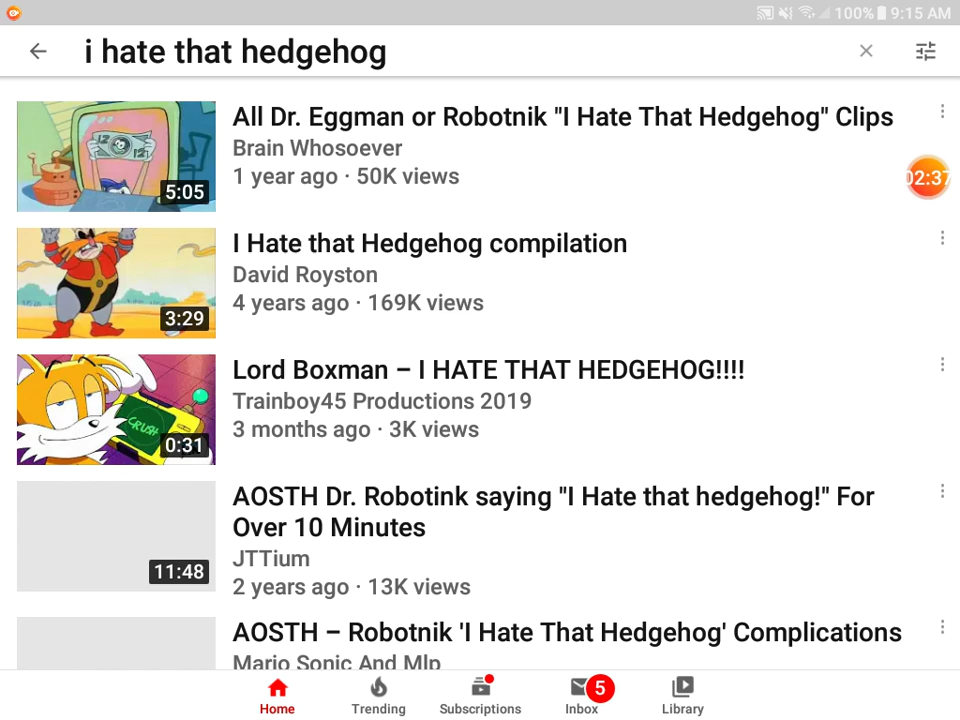 100% 9:15 AM
i hate that hedgehog
All Dr. Eggman or Robotnik "I Hate That Hedgehog" Clips
Brain Whosoever
1 year ago · 50K views
5:05
02:37
I Hate that Hedgehog compilation
David Royston
4 years ago · 169K views
3:29
Lord Boxman – I HATE THAT HEDGEHOG!!!!
Trainboy45 Productions 2019
3 months ago · 3K views
CRUSH
0:31
AOSTH Dr. Robotink saying "I Hate that hedgehog!" For
Over 10 Minutes
JTTium
2 years ago · 13K views
11:48
AOSTH – Robotnik 'I Hate That Hedgehog' Complications
Mario Sonic And Mlp
5
Home Trending Subscriptions Inbox Library